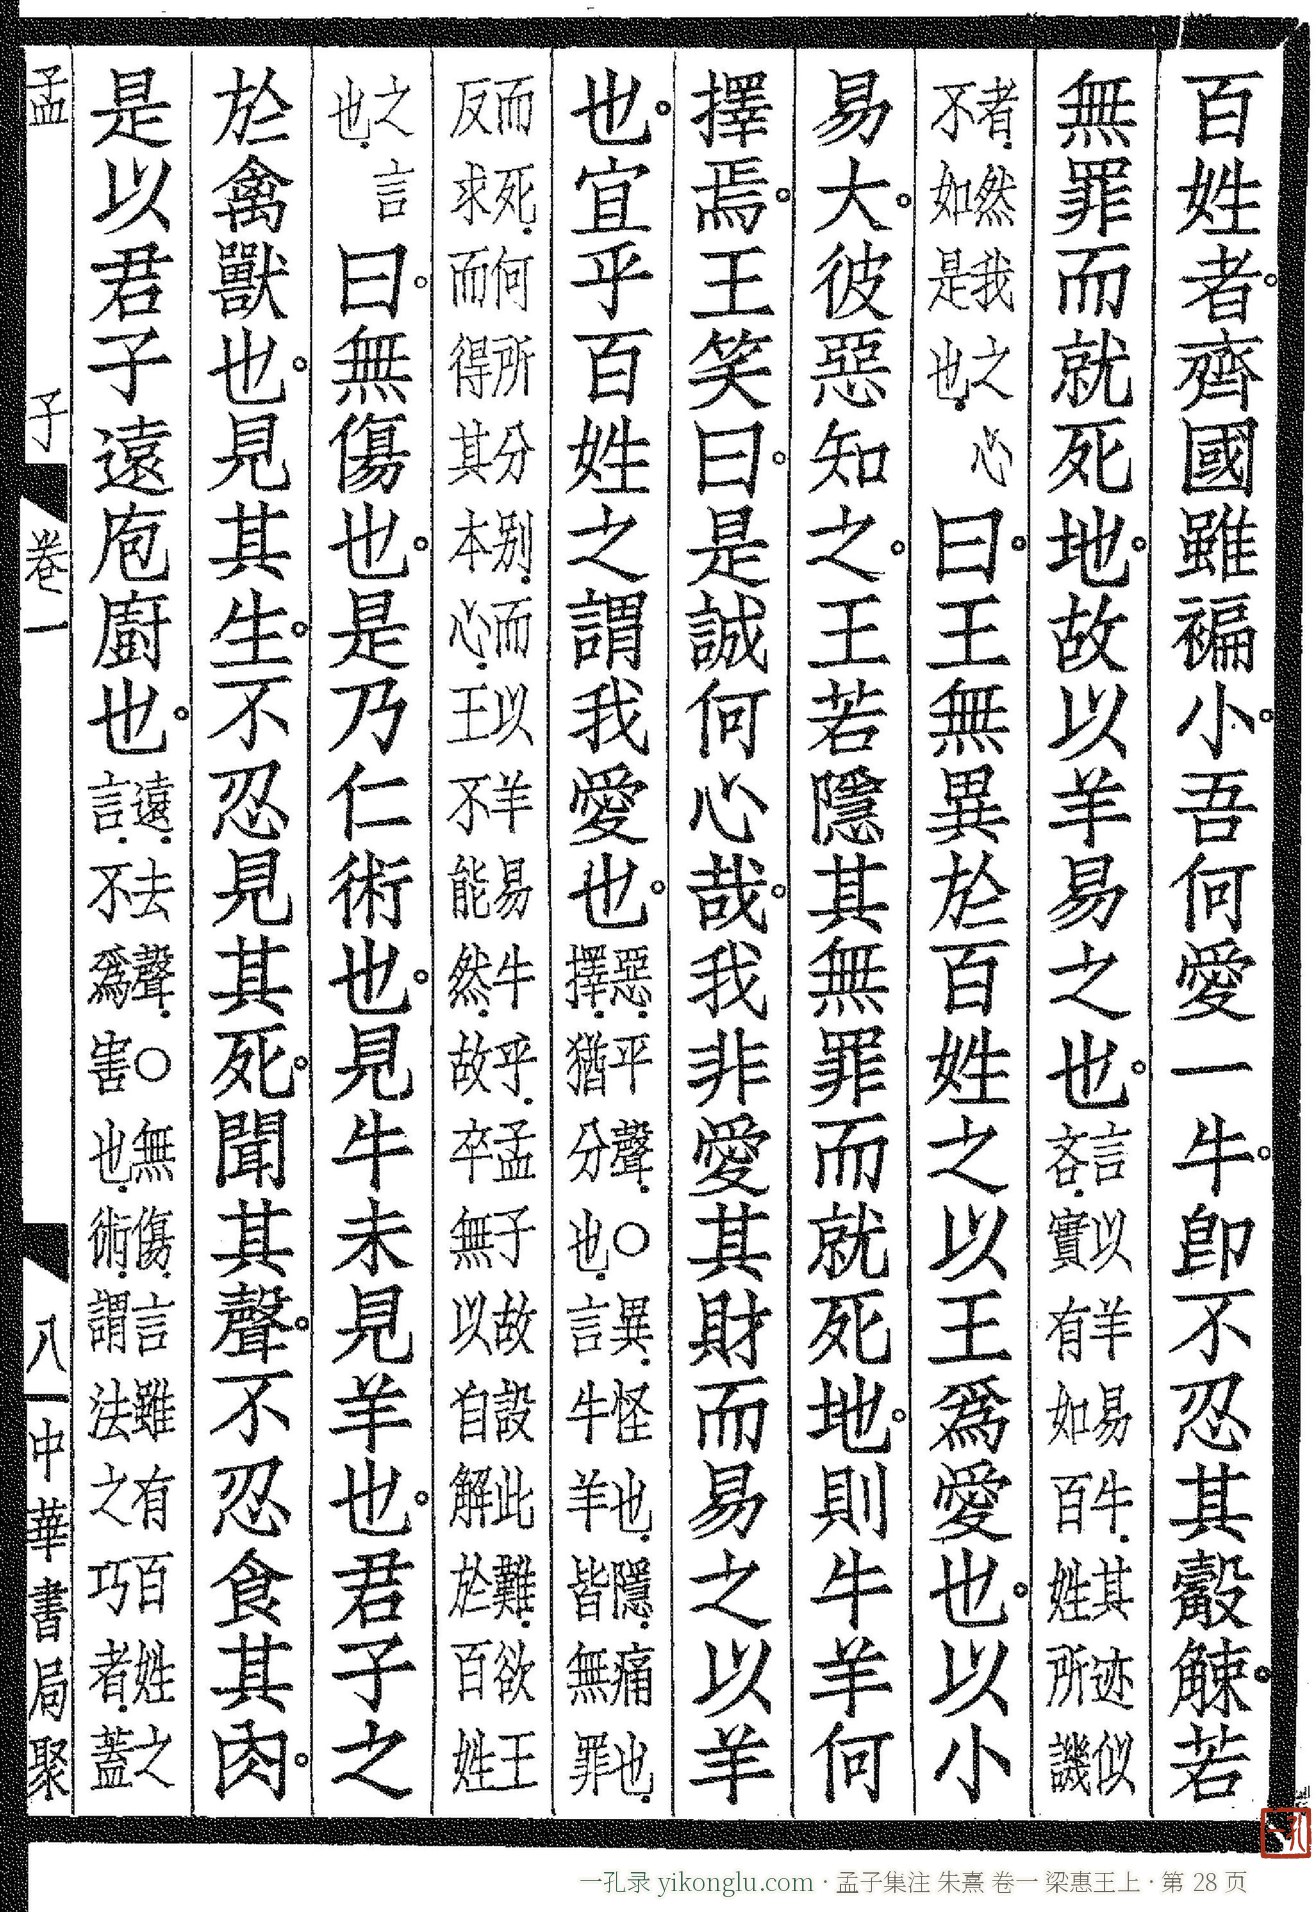 百姓者。齊國雖褊小。吾何愛一牛。卽不忍其觳觫。若
無罪而就死地。故以羊易之也。言以羊易牛.其迹似吝.實有如百姓所譏
者.然我之心不如是也.曰。王無異於百姓之以王爲愛也。以小
易大。彼惡知之。王若隱其無罪而就死地。則牛羊何
擇焉。王笑曰。是誠何心哉。我非愛其財而易之以羊
也。宜乎百姓之謂我愛也。惡.平聲.○異.怪也.隱.痛也.擇.猶分也.言牛羊皆無罪
而死.何所分別.而以羊易牛乎.孟子故設此難.欲王反求而得其本心.王不能然.故卒無以自解於百姓
之言也.曰。無傷也。是乃仁術也。見牛未見羊也。君子之
於禽獸也。見其生。不忍見其死。聞其聲。不忍食其肉。
是以君子遠庖廚也。遠.去聲.○無傷.言雖有百姓之言.不爲害也.術.謂法之巧者.蓋
孟子 卷一 八 中華書局聚
一孔录 yikonglu.com · 孟子集注 朱熹 卷一 梁惠王上 · 第 28 页